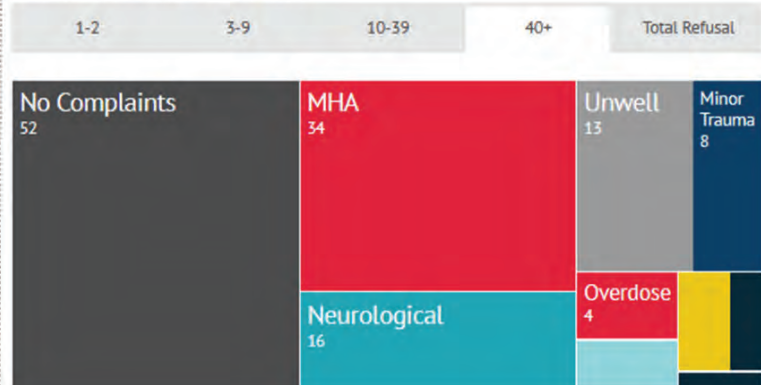 1-2 3-9 10-39 40+ Total Refusal
No Complaints
52
MHA
34
Unwell
13
Minor
Trauma
8
Neurological
16
Overdose
4